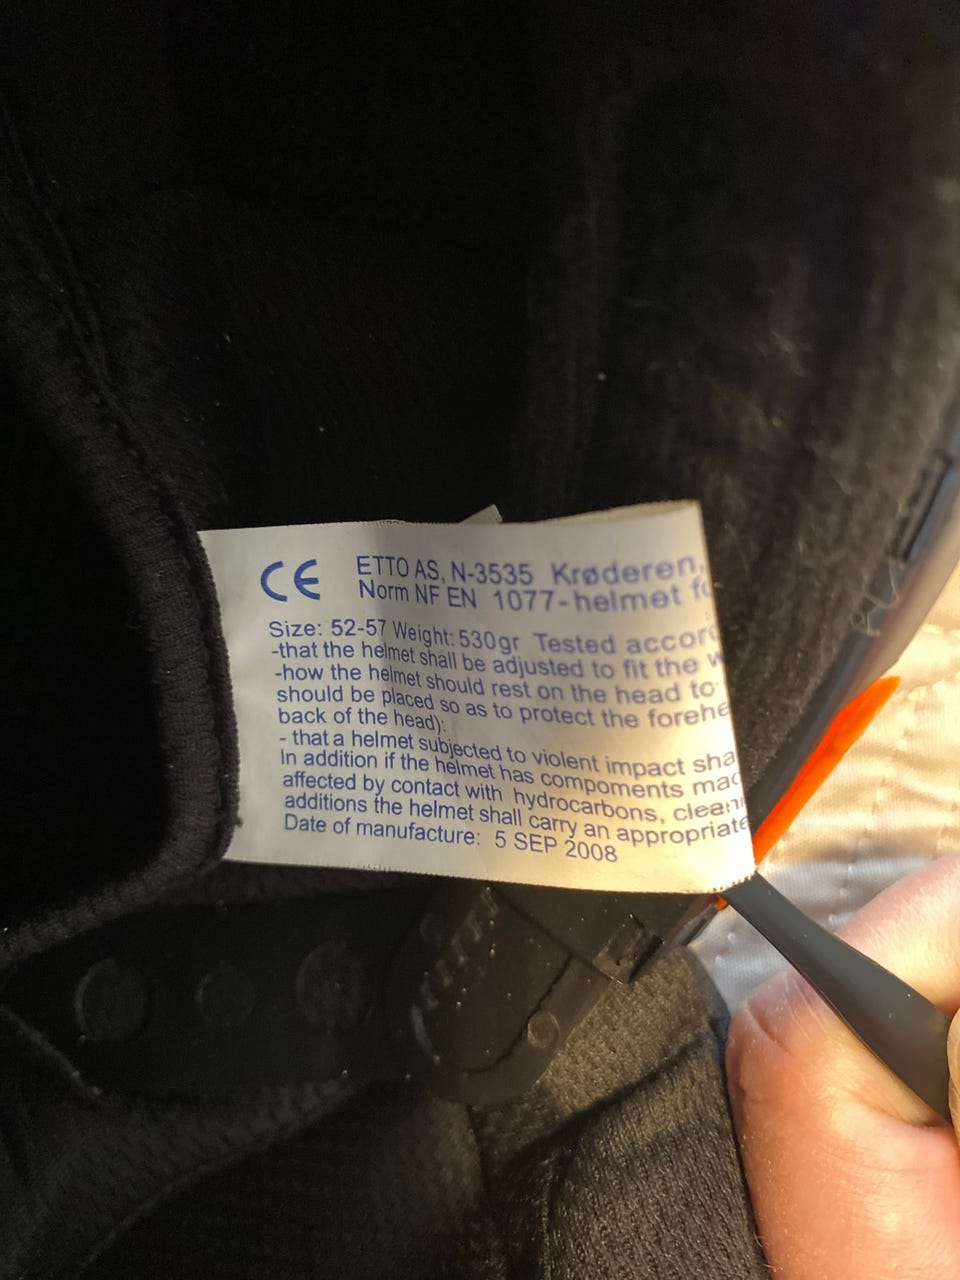 CE
ETTO AS, N-3535 Krøderen,
Norm NF EN 1077-helmet
Size: 52-57 Weight: 530gr Tested
-that the helmet shall be adjusted to fit the
-how the helmet should rest on the head to
should be placed so as to protect the
back of the head):
- that a helmet subjected to violent impact
In addition if the helmet has compoments
affected by contact with hydrocarbons,
additions the helmet shall carry an appropriate
Date of manufacture: 5 SEP 2008